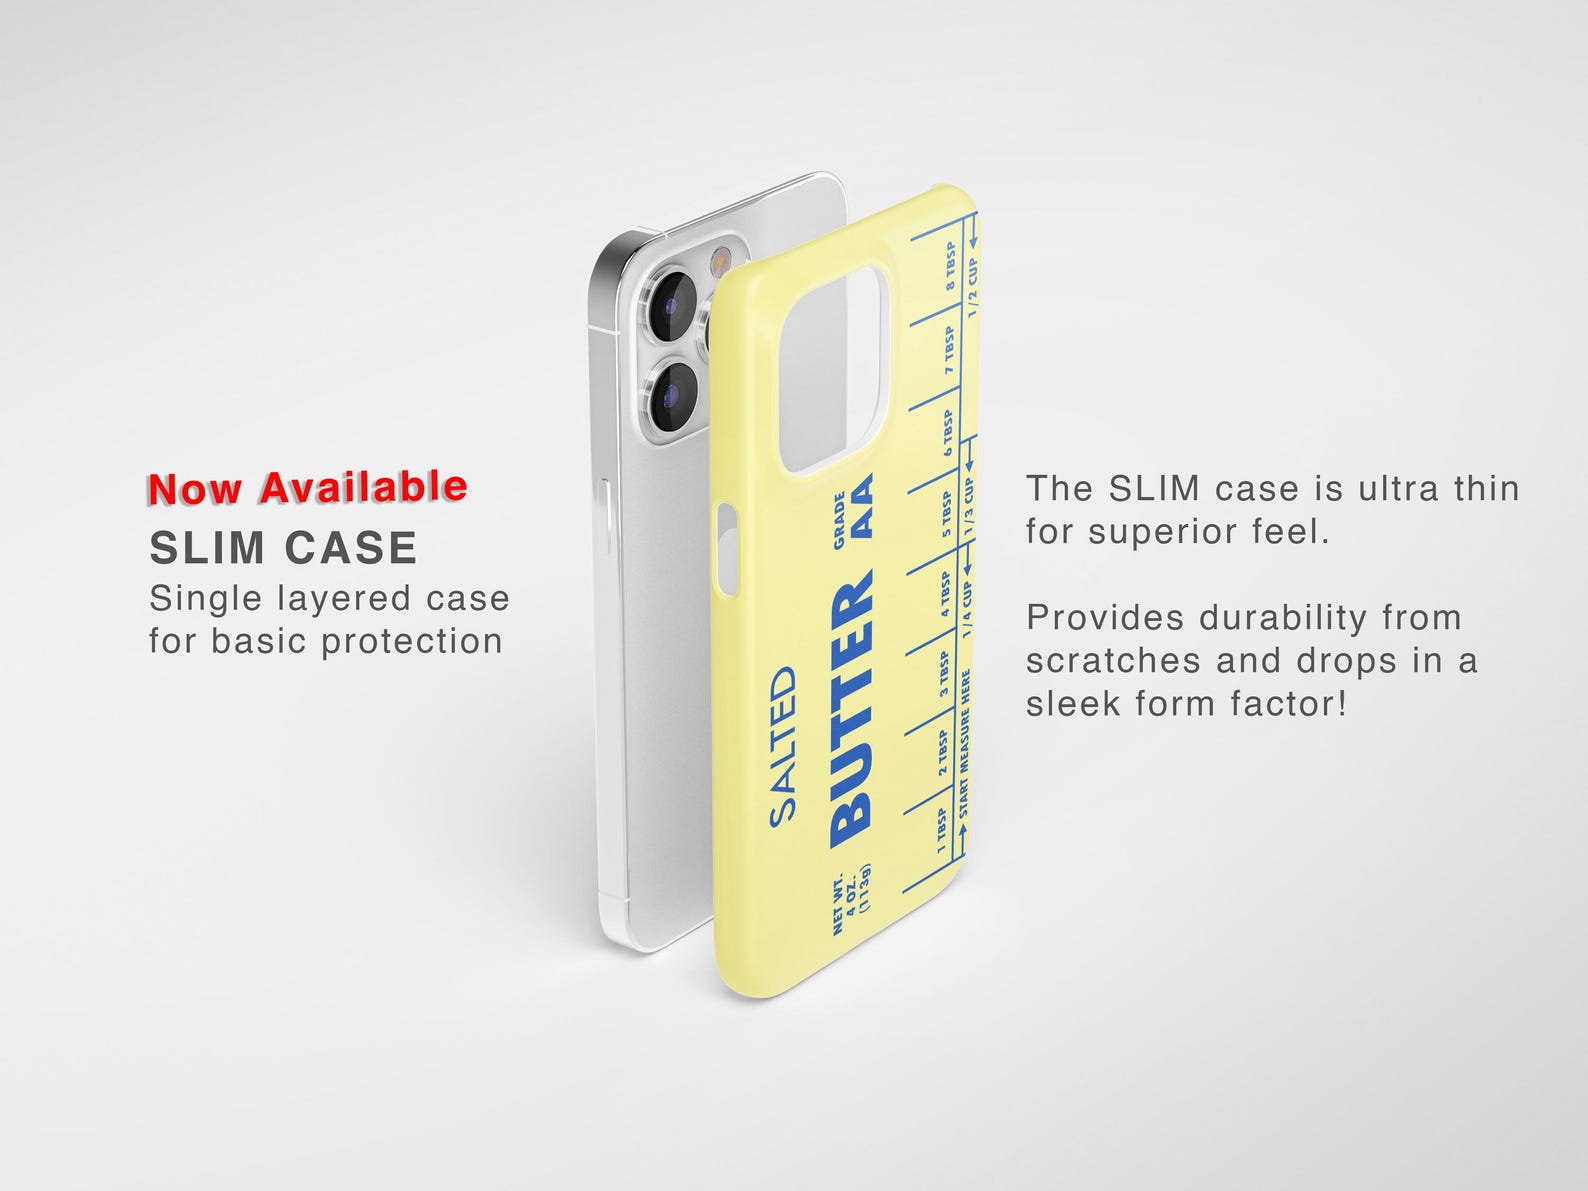 Now Available
SLIM CASE
Single layered case
for basic protection
SALTED
BUTTER
GRADE
AA
NET WT.
4 OZ.
(113g)
1 TBSP
2 TBSP
3 TBSP
4 TBSP
5 TBSP
6 TBSP
7 TBSP
8 TBSP
START MEASURE HERE
1/4 CUP
1/3 CUP
1/2 CUP
The SLIM case is ultra thin
for superior feel.
Provides durability from
scratches and drops in a
sleek form factor!